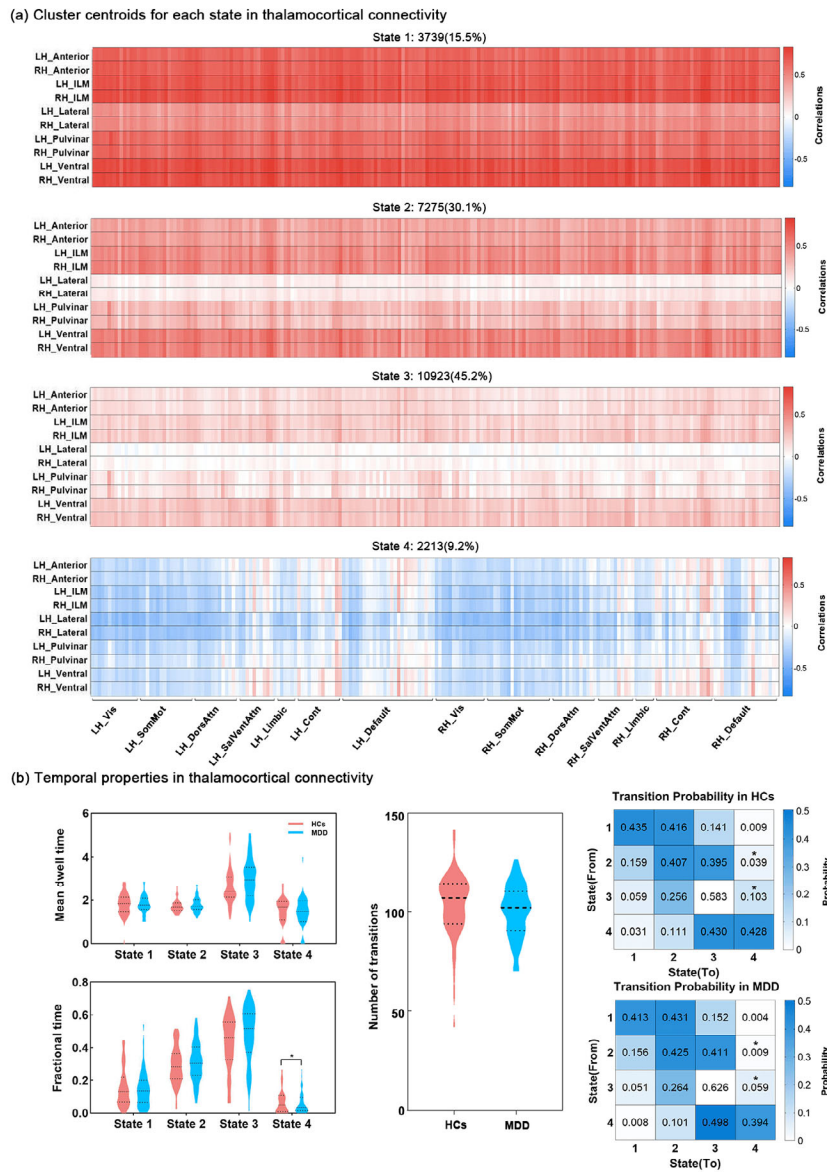 (a) Cluster centroids for each state in thalamocortical connectivity
State 1: 3739(15.5%)
LH_Anterior
RH_Anterior
LH_ILM
RH_ILM
LH_Lateral
RH_Lateral
LH_Pulvinar
RH_Pulvinar
LH_Ventral
RH_Ventral
0.5
0
-0.5
Correlations
State 2: 7275(30.1%)
LH_Anterior
RH_Anterior
LH_ILM
RH_ILM
LH_Lateral
RH_Lateral
LH_Pulvinar
RH_Pulvinar
LH_Ventral
RH_Ventral
0.5
0
-0.5
Correlations
State 3: 10923(45.2%)
LH_Anterior
RH_Anterior
LH_ILM
RH_ILM
LH_Lateral
RH_Lateral
LH_Pulvinar
RH_Pulvinar
LH_Ventral
RH_Ventral
0.5
0
-0.5
Correlations
State 4: 2213(9.2%)
LH_Anterior
RH_Anterior
LH_ILM
RH_ILM
LH_Lateral
RH_Lateral
LH_Pulvinar
RH_Pulvinar
LH_Ventral
RH_Ventral
0.5
0
-0.5
Correlations
LH_Vis
LH_SomMot
LH_DorsAttn
LH_SalVentAttn
LH_Limbic
LH_Cont
LH_Default
RH_Vis
RH_SomMot
RH_DorsAttn
RH_SalVentAttn
RH_Limbic
RH_Cont
RH_Default
(b) Temporal properties in thalamocortical connectivity
Mean dwell time
6
4
2
0
HCs
MDD
State 1 State 2 State 3 State 4
Fractional time
0.8
0.6
0.4
0.2
0.0
*
State 1 State 2 State 3 State 4
Number of transitions
150
100
50
0
HCs MDD
Transition Probability in HCs
State(From)
1 0.435 0.416 0.141 0.009
2 0.159 0.407 0.395 *0.039
3 0.059 0.256 0.583 *0.103
4 0.031 0.111 0.430 0.428
1 2 3 4
State(To)
0.5
0.4
0.3
0.2
0.1
0
Probability
Transition Probability in MDD
State(From)
1 0.413 0.431 0.152 0.004
2 0.156 0.425 0.411 *0.009
3 0.051 0.264 0.626 *0.059
4 0.008 0.101 0.498 0.394
1 2 3 4
State(To)
0.5
0.4
0.3
0.2
0.1
0
Probability